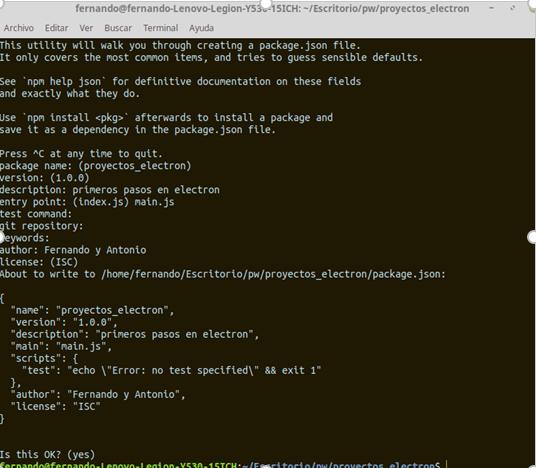 fernando@fernando-Lenovo-Legion-Y530-15ICH: ~/Escritorio/pw/proyectos_electron
Archivo Editar Ver Buscar Terminal Ayuda
This utility will walk you through creating a package.json file.
It only covers the most common items, and tries to guess sensible defaults.
See `npm help json` for definitive documentation on these fields
and exactly what they do.
Use `npm install <pkg>` afterwards to install a package and
save it as a dependency in the package.json file.
Press ^C at any time to quit.
package name: (proyectos_electron)
version: (1.0.0)
description: primeros pasos en electron
entry point: (index.js) main.js
test command:
git repository:
keywords:
author: Fernando y Antonio
license: (ISC)
About to write to /home/fernando/Escritorio/pw/proyectos_electron/package.json:
{
"name": "proyectos_electron",
"version": "1.0.0",
"description": "primeros pasos en electron",
"main": "main.js",
"scripts": {
"test": "echo \"Error: no test specified\" && exit 1"
},
"author": "Fernando y Antonio",
"license": "ISC"
}
Is this OK? (yes)
fernando@fernando-Lenovo-Legion-Y530-15ICH:~/Escritorio/pw/proyectos_electron$